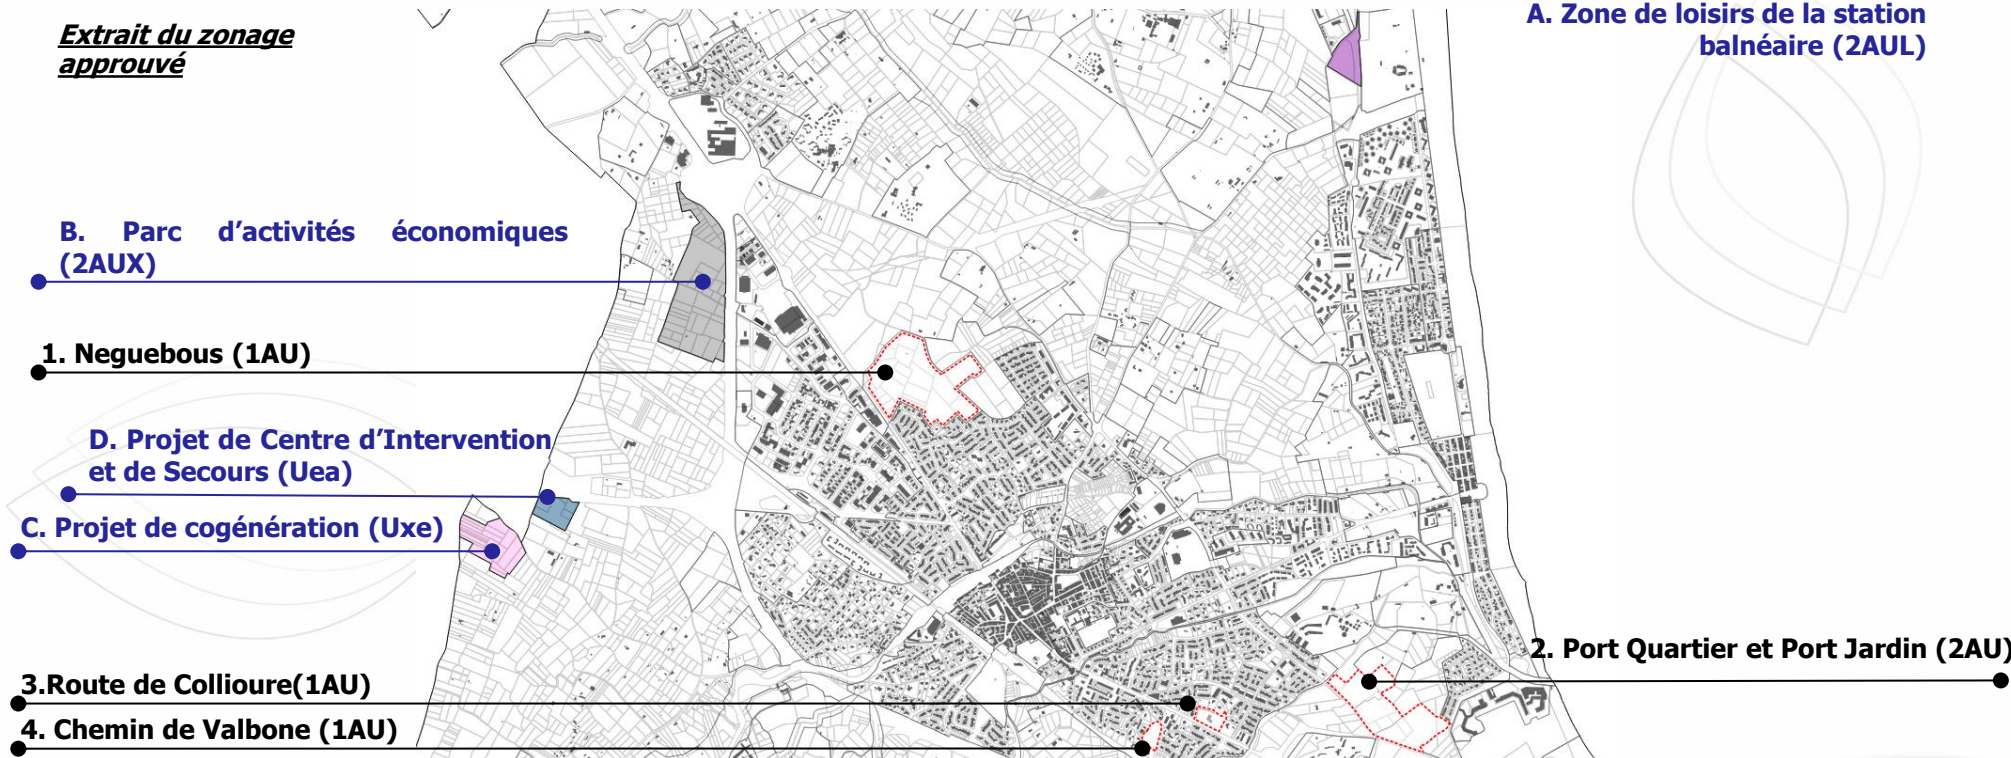 Extrait du zonage
approuvé
A. Zone de loisirs de la station
balnéaire (2AUL)
B. Parc d’activités économiques
(2AUX)
1. Neguebous (1AU)
D. Projet de Centre d’Intervention
et de Secours (Uea)
C. Projet de cogénération (Uxe)
2. Port Quartier et Port Jardin (2AU)
3.Route de Collioure(1AU)
4. Chemin de Valbone (1AU)